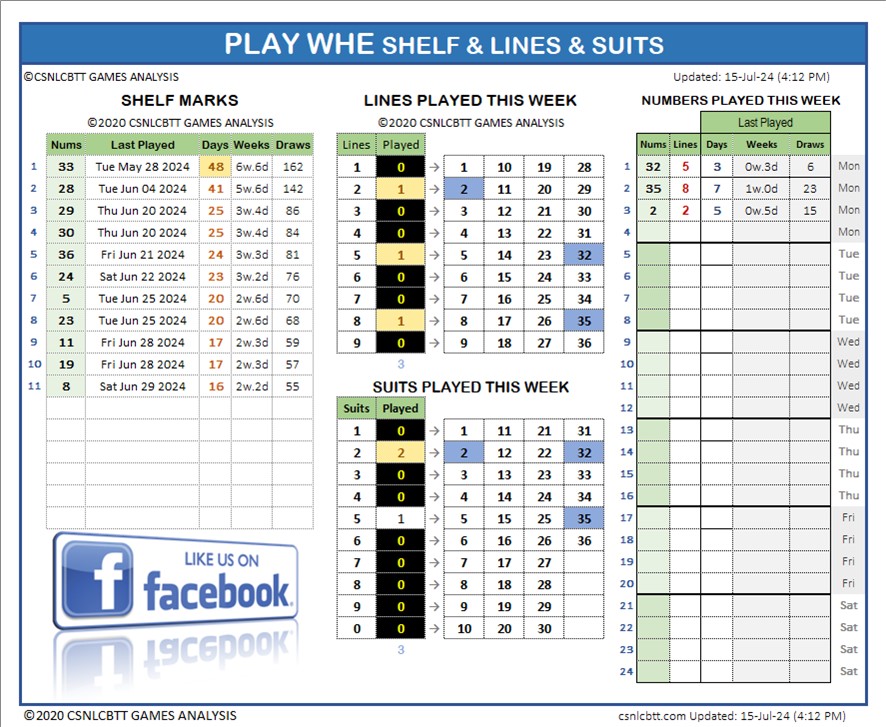 PLAY WHE SHELF & LINES & SUITS
©CSNLCBTT GAMES ANALYSIS
Updated: 15-Jul-24 (4:12 PM)
SHELF MARKS
©2020 CSNLCBTT GAMES ANALYSIS
Nums Last Played Days Weeks Draws
1 33 Tue May 28 2024 48 6w.6d 162
2 28 Tue Jun 04 2024 41 5w.6d 142
3 29 Thu Jun 20 2024 25 3w.4d 86
4 30 Thu Jun 20 2024 25 3w.4d 84
5 36 Fri Jun 21 2024 24 3w.3d 81
6 24 Sat Jun 22 2024 23 3w.2d 76
7 5 Tue Jun 25 2024 20 2w.6d 70
8 23 Tue Jun 25 2024 20 2w.6d 68
9 11 Fri Jun 28 2024 17 2w.3d 59
10 19 Fri Jun 28 2024 17 2w.3d 57
11 8 Sat Jun 29 2024 16 2w.2d 55
LIKE US ON
facebook
LINES PLAYED THIS WEEK
©2020 CSNLCBTT GAMES ANALYSIS
Lines Played
1 0 → 1 10 19 28
2 1 → 2 11 20 29
3 0 → 3 12 21 30
4 0 → 4 13 22 31
5 1 → 5 14 23 32
6 0 → 6 15 24 33
7 0 → 7 16 25 34
8 1 → 8 17 26 35
9 0 → 9 18 27 36
3
SUITS PLAYED THIS WEEK
Suits Played
1 0 → 1 11 21 31
2 2 → 2 12 22 32
3 0 → 3 13 23 33
4 0 → 4 14 24 34
5 1 → 5 15 25 35
6 0 → 6 16 26 36
7 0 → 7 17 27
8 0 → 8 18 28
9 0 → 9 19 29
0 0 → 10 20 30
3
NUMBERS PLAYED THIS WEEK
Last Played
Nums Lines Days Weeks Draws
1 32 5 3 0w.3d 6 Mon
2 35 8 7 1w.0d 23 Mon
3 2 2 5 0w.5d 15 Mon
4 Mon
5 Tue
6 Tue
7 Tue
8 Tue
9 Wed
10 Wed
11 Wed
12 Wed
13 Thu
14 Thu
15 Thu
16 Thu
17 Fri
18 Fri
19 Fri
20 Fri
21 Sat
22 Sat
23 Sat
24 Sat
©2020 CSNLCBTT GAMES ANALYSIS
csnlcbtt.com Updated: 15-Jul-24 (4:12 PM)